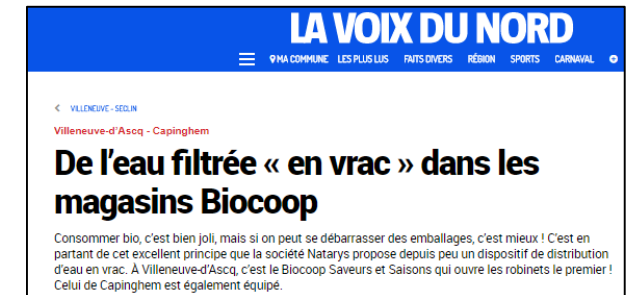 LA VOIX DU NORD
MA COMMUNE LES PLUS LUS FAITS DIVERS RÉGION SPORTS CARNAVAL
< VILLENEUVE - SECLIN
Villeneuve-d'Ascq - Capinghem
De l’eau filtrée « en vrac » dans les
magasins Biocoop
Consommer bio, c’est bien joli, mais si on peut se débarrasser des emballages, c’est mieux ! C’est en
partant de cet excellent principe que la société Natarys propose depuis peu un dispositif de distribution
d’eau en vrac. À Villeneuve-d’Ascq, c’est le Biocoop Saveurs et Saisons qui ouvre les robinets le premier !
Celui de Capinghem est également équipé.